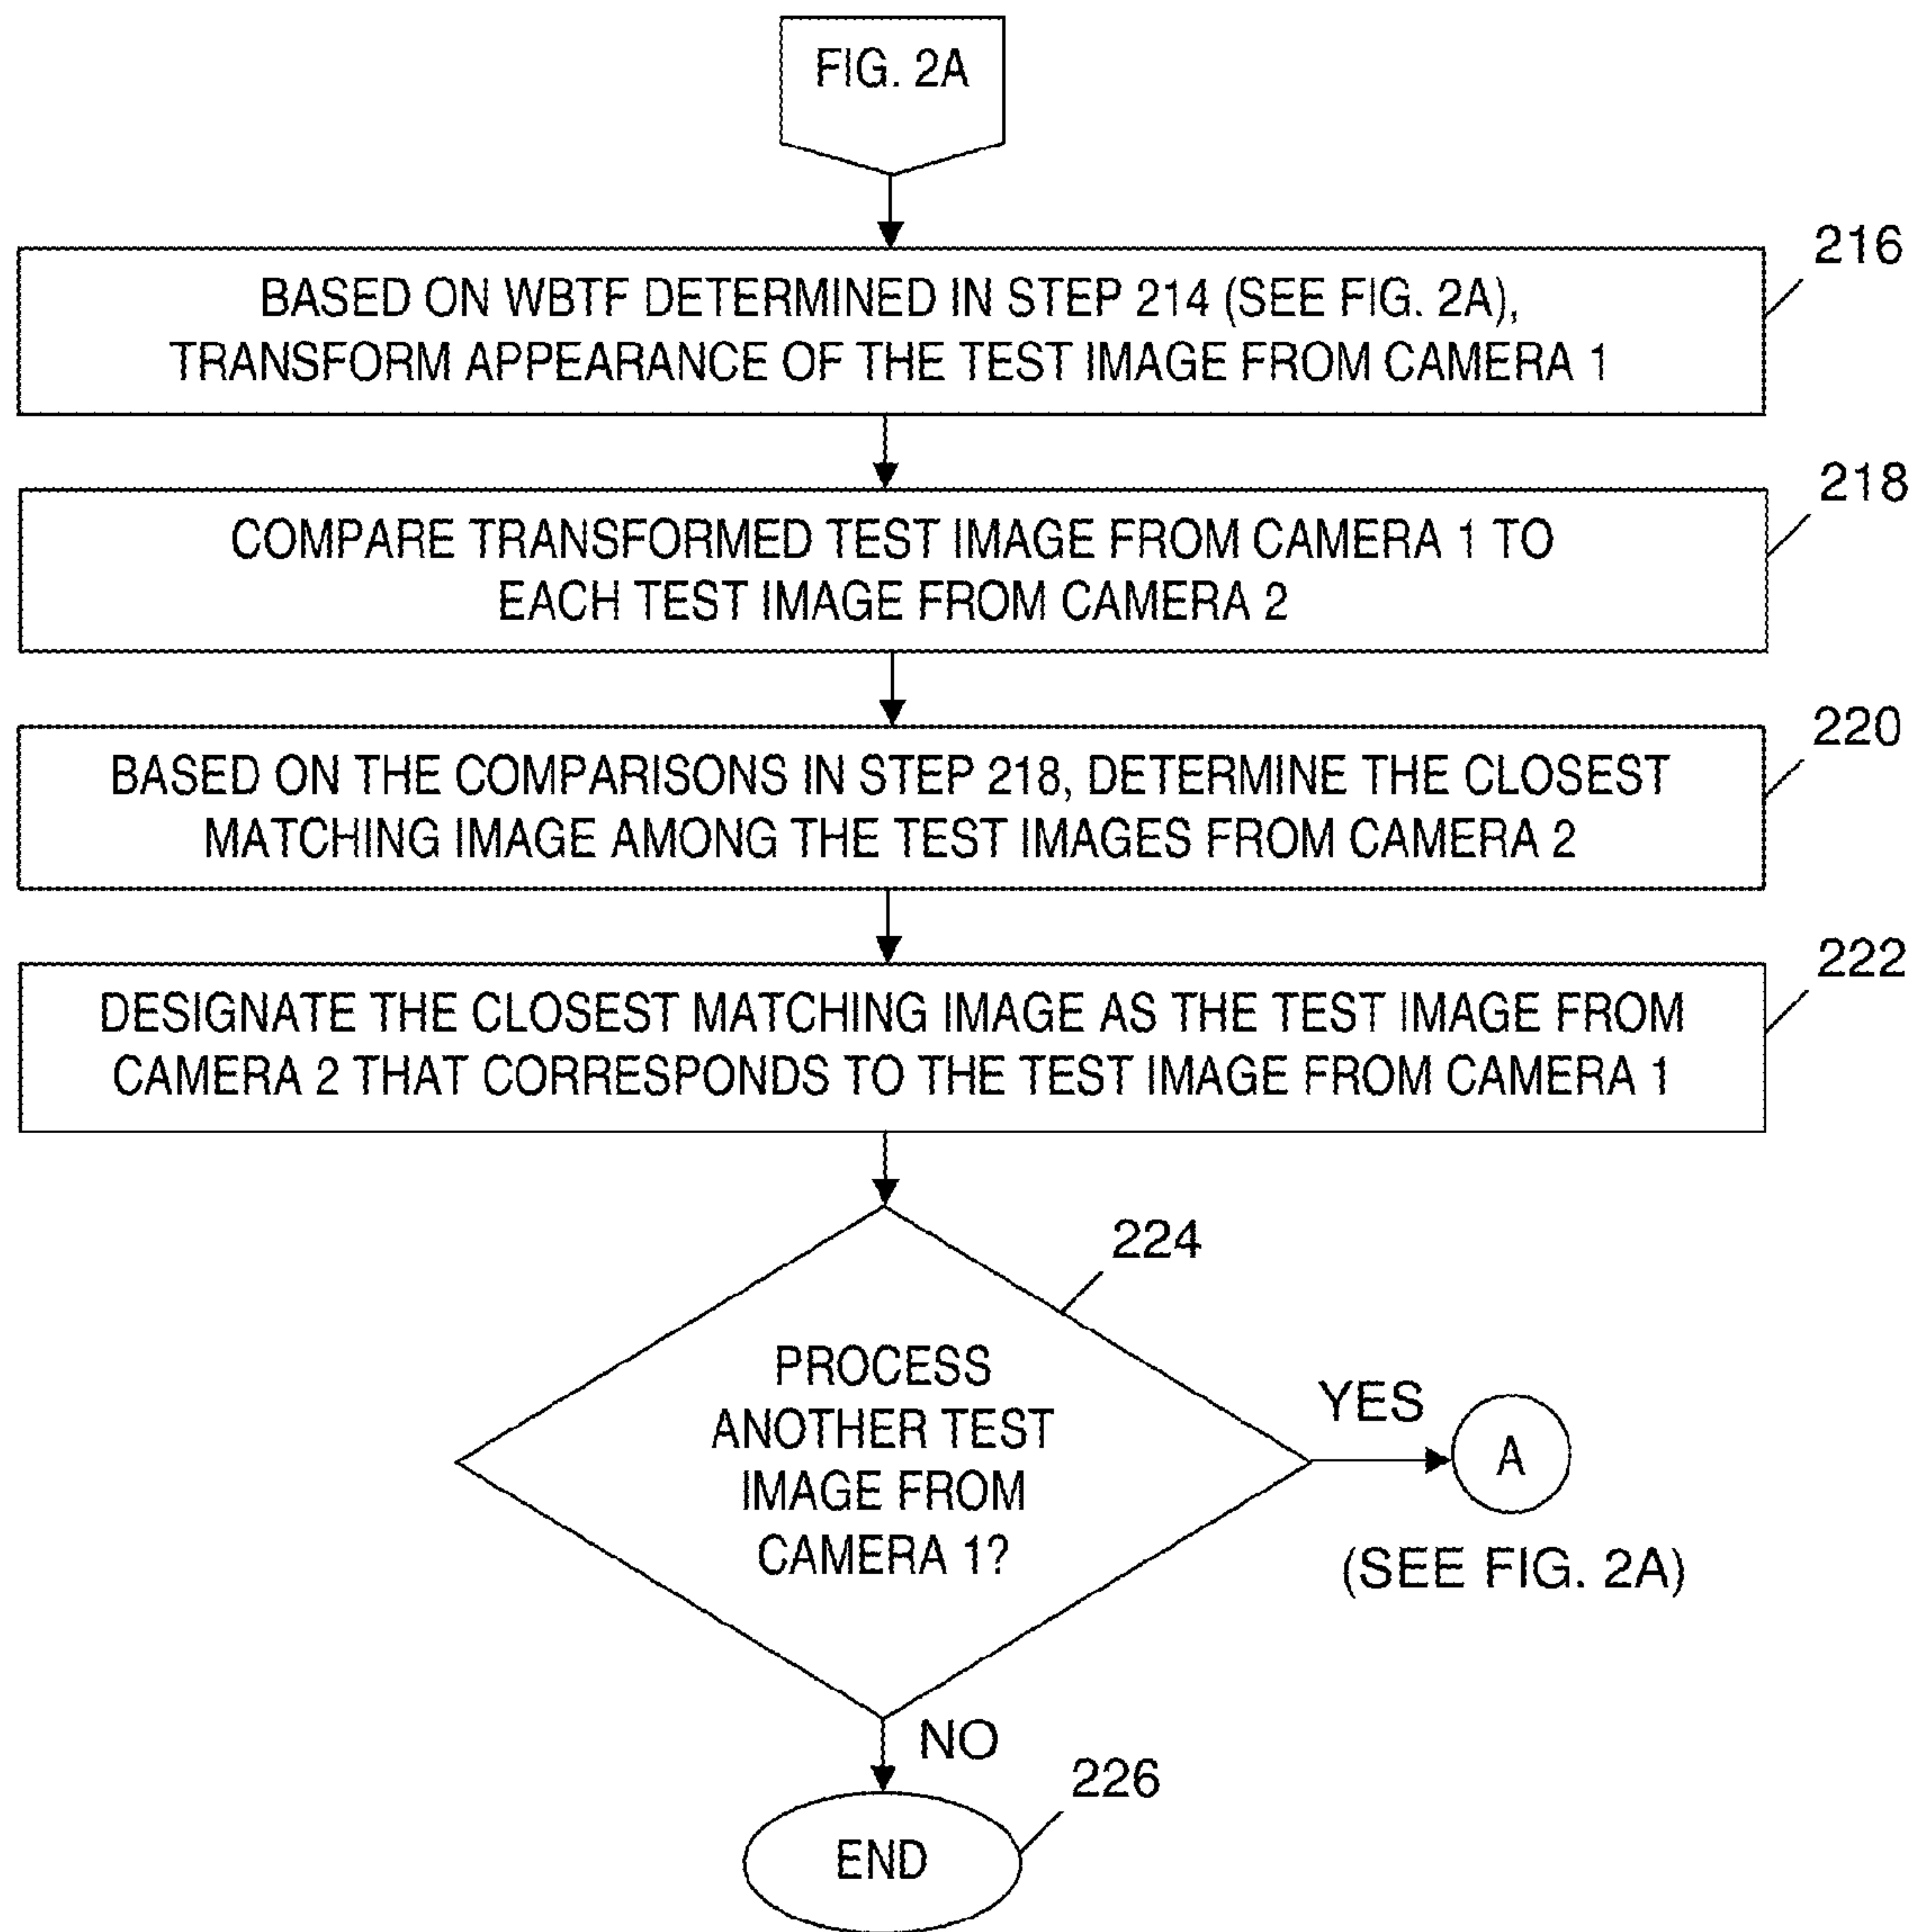 FIG. 2A
216
BASED ON WBTF DETERMINED IN STEP 214 (SEE FIG. 2A),
TRANSFORM APPEARANCE OF THE TEST IMAGE FROM CAMERA 1
218
COMPARE TRANSFORMED TEST IMAGE FROM CAMERA 1 TO
EACH TEST IMAGE FROM CAMERA 2
220
BASED ON THE COMPARISONS IN STEP 218, DETERMINE THE CLOSEST
MATCHING IMAGE AMONG THE TEST IMAGES FROM CAMERA 2
222
DESIGNATE THE CLOSEST MATCHING IMAGE AS THE TEST IMAGE FROM
CAMERA 2 THAT CORRESPONDS TO THE TEST IMAGE FROM CAMERA 1
224
PROCESS
ANOTHER TEST
IMAGE FROM
CAMERA 1?
YES
A
(SEE FIG. 2A)
NO
226
END